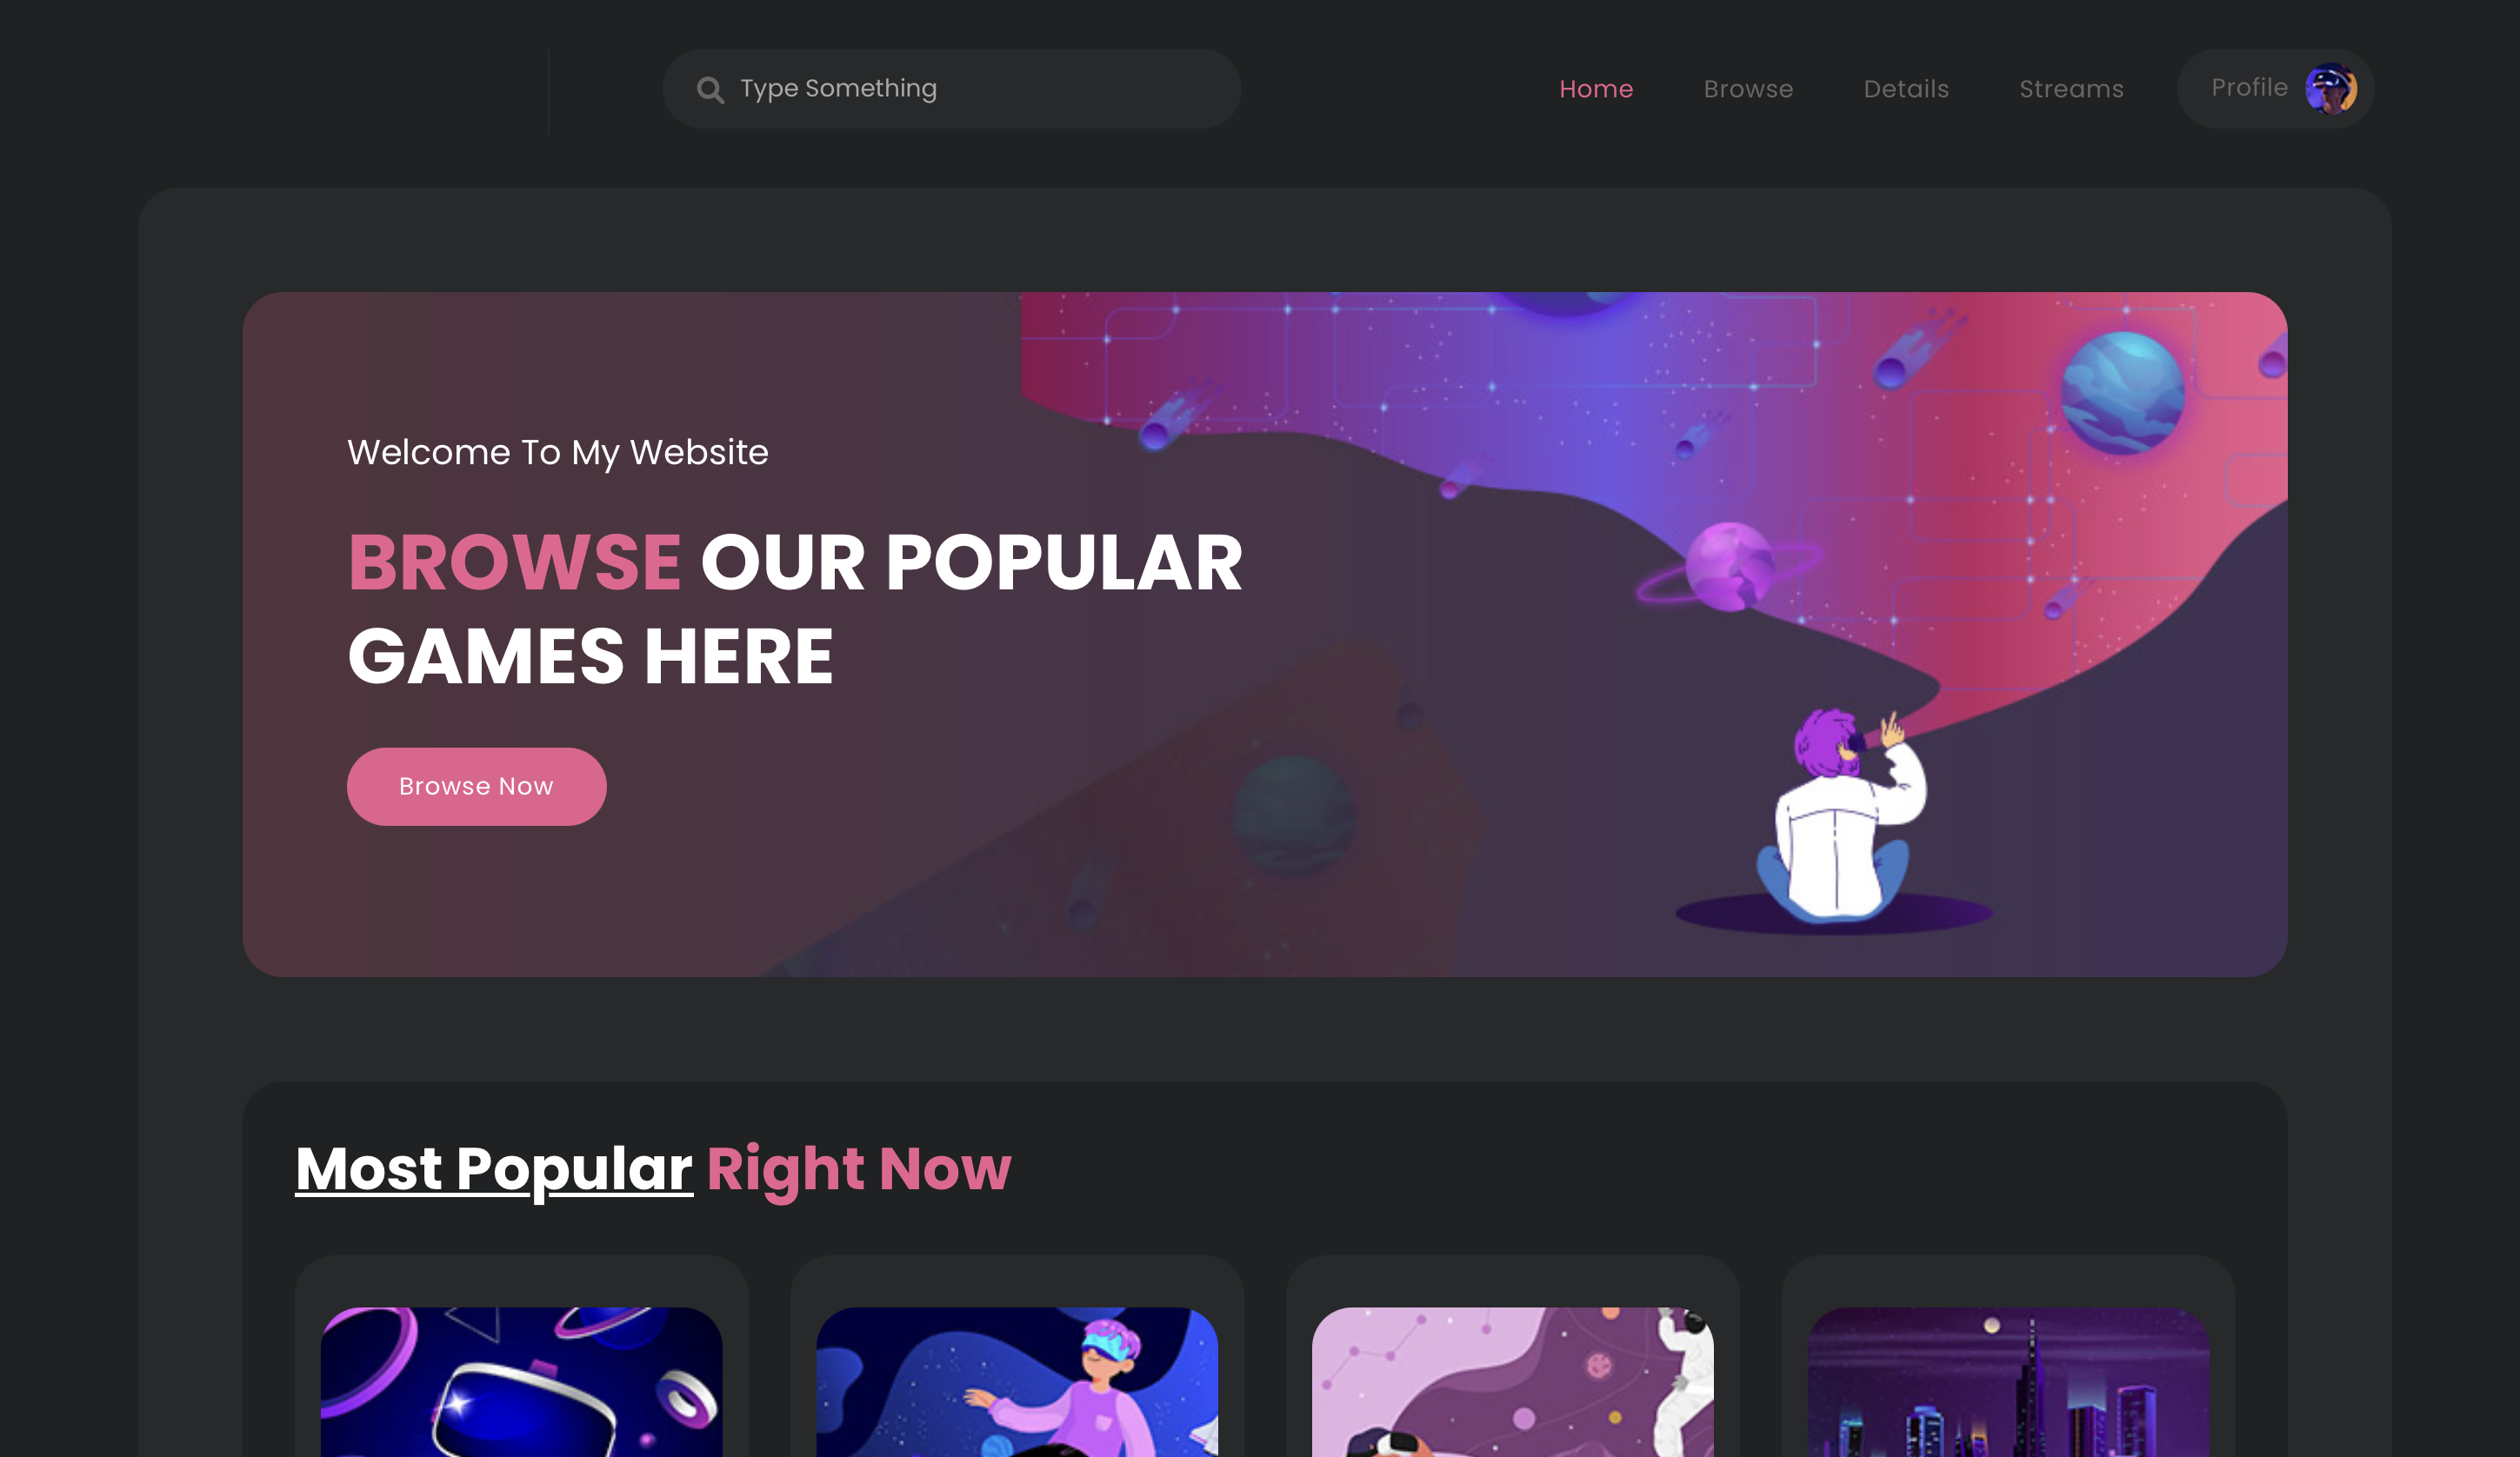 Type Something
Home
Browse
Details
Streams
Profile
Welcome To My Website
BROWSE OUR POPULAR
GAMES HERE
Browse Now
Most Popular Right Now